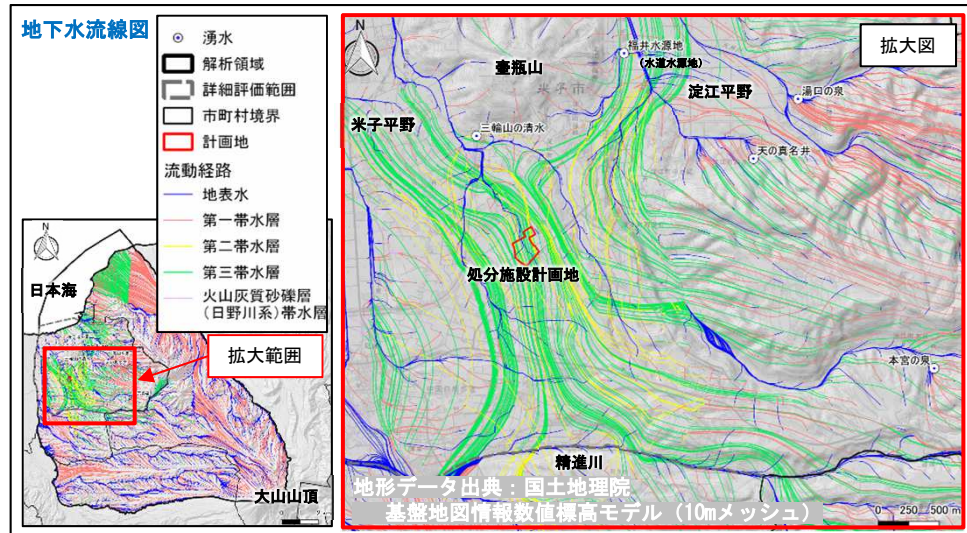 地下水流線図
湧水
解析領域
詳細評価範囲
市町村境界
計画地
流動経路
地表水
第一帯水層
第二帯水層
第三帯水層
火山灰質砂礫層
(日野川系)帯水層
N
日本海
拡大範囲
大山山頂
拡大図
N
壹瓶山
福井水源地
(水道水源地)
淀江平野
湯口の泉
米子市
米子平野
三輪山の清水
天の真名井
処分施設計画地
本宮の泉
精進川
地形データ出典:国土地理院
基盤地図情報数値標高モデル(10mメッシュ)
0 250 500 m